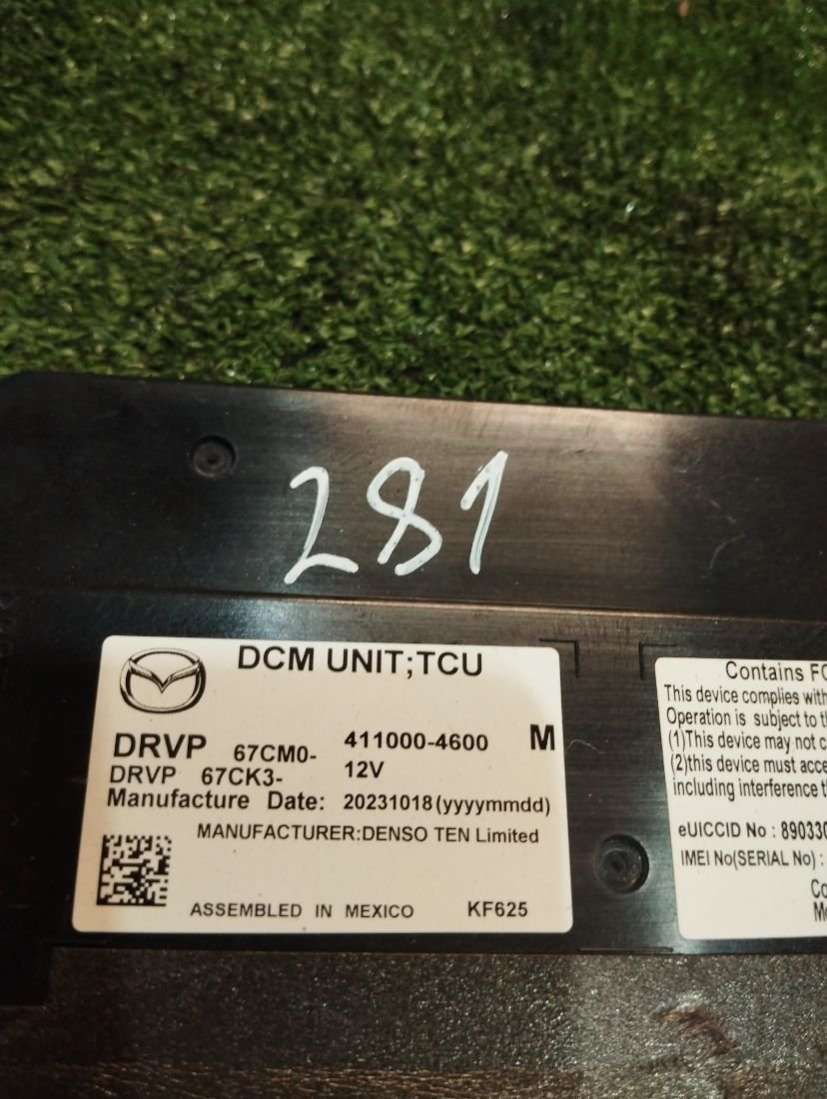 281
DCM UNIT;TCU
DRVP 67CM0- 411000-4600 M
DRVP 67CK3- 12V
Manufacture Date: 20231018(yyyymmdd)
MANUFACTURER:DENSO TEN Limited
ASSEMBLED IN MEXICO KF625
Contains
This device complies with
Operation is subject to
(1)This device may not
(2)this device must
including interference
eUICCID No : 89033
IMEI No(SERIAL No) :